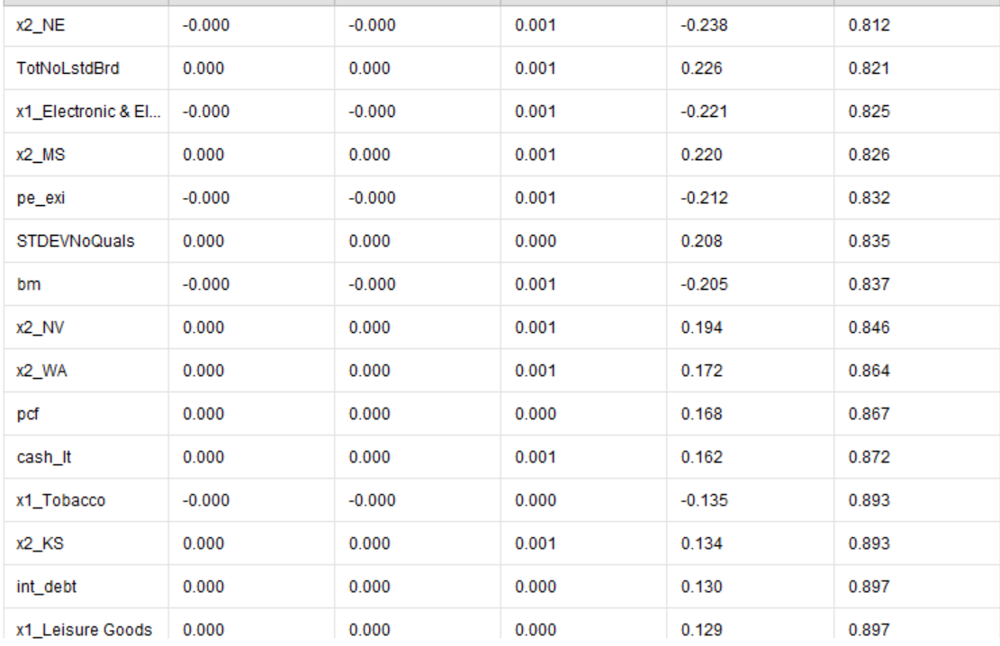 x2_NE -0.000 -0.000 0.001 -0.238 0.812
TotNoLstdBrd 0.000 0.000 0.001 0.226 0.821
x1_Electronic & El... -0.000 -0.000 0.001 -0.221 0.825
x2_MS 0.000 0.000 0.001 0.220 0.826
pe_exi -0.000 -0.000 0.001 -0.212 0.832
STDEVNoQuals 0.000 0.000 0.000 0.208 0.835
bm -0.000 -0.000 0.001 -0.205 0.837
x2_NV 0.000 0.000 0.001 0.194 0.846
x2_WA 0.000 0.000 0.001 0.172 0.864
pcf 0.000 0.000 0.000 0.168 0.867
cash_lt 0.000 0.000 0.001 0.162 0.872
x1_Tobacco -0.000 -0.000 0.000 -0.135 0.893
x2_KS 0.000 0.000 0.001 0.134 0.893
int_debt 0.000 0.000 0.000 0.130 0.897
x1_Leisure Goods 0.000 0.000 0.000 0.129 0.897